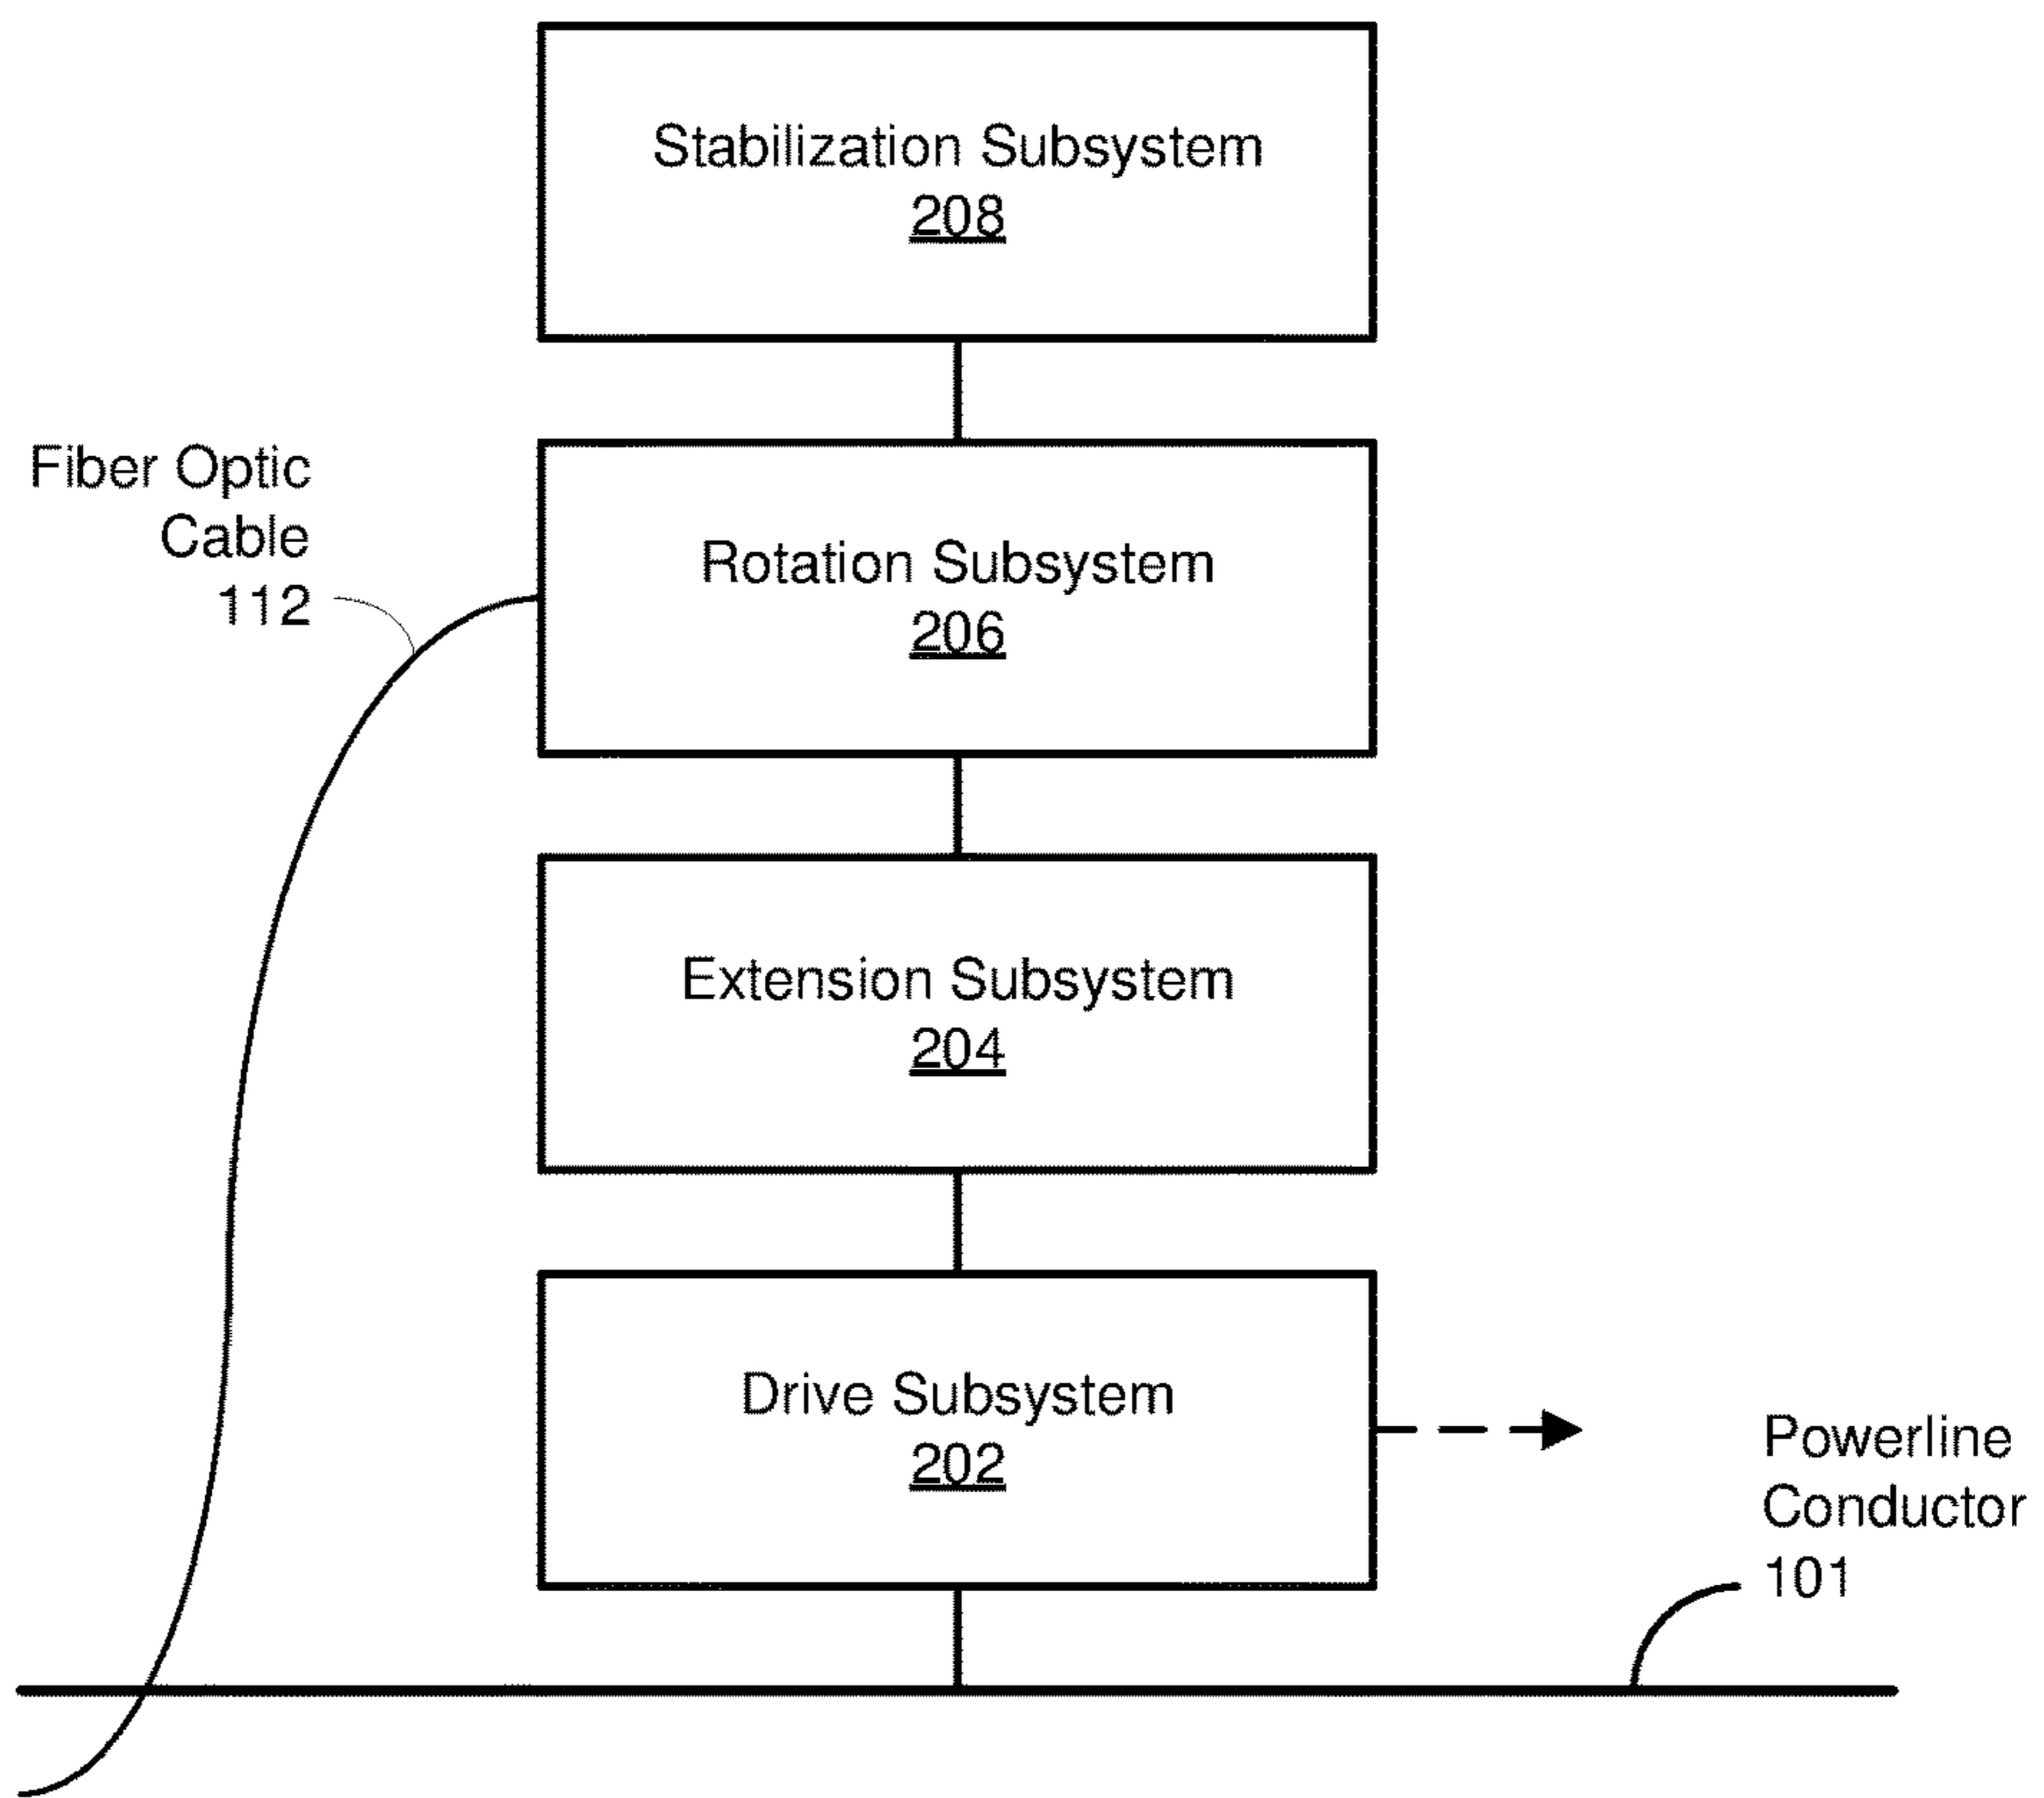 Stabilization Subsystem
208
Fiber Optic
Cable
112
Rotation Subsystem
206
Extension Subsystem
204
Drive Subsystem
202
Powerline
Conductor
101